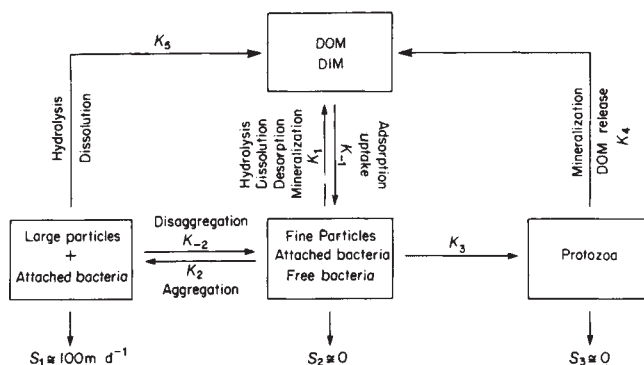 K5
DOM
DIM
Hydrolysis
Dissolution
Hydrolysis
Dissolution
Desorption
Mineralization
K1
K-1
Adsorption
uptake
Mineralization
DOM release
K4
Large particles
+
Attached bacteria
Disaggregation
K-2
K2
Aggregation
Fine Particles
Attached bacteria
Free bacteria
K3
Protozoa
S1≅100m d⁻¹
S2≅0
S3≅0